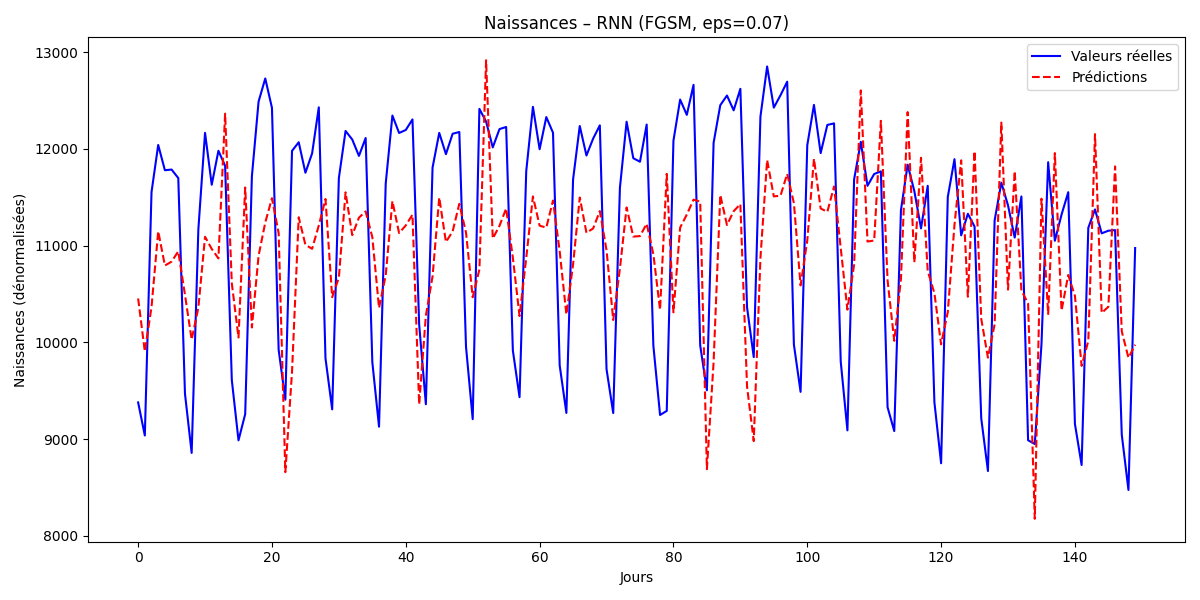 Naissances – RNN (FGSM, eps=0.07)
Valeurs réelles
Prédictions
Naissances (dénormalisées)
13000
12000
11000
10000
9000
8000
0 20 40 60 80 100 120 140
Jours